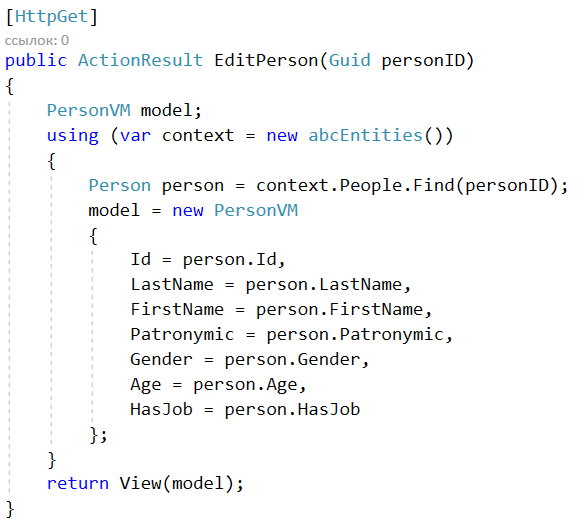 [HttpGet]
ссылок: 0
public ActionResult EditPerson(Guid personID)
{
    PersonVM model;
    using (var context = new abcEntities())
    {
        Person person = context.People.Find(personID);
        model = new PersonVM
        {
            Id = person.Id,
            LastName = person.LastName,
            FirstName = person.FirstName,
            Patronymic = person.Patronymic,
            Gender = person.Gender,
            Age = person.Age,
            HasJob = person.HasJob
        };
    }
    return View(model);
}